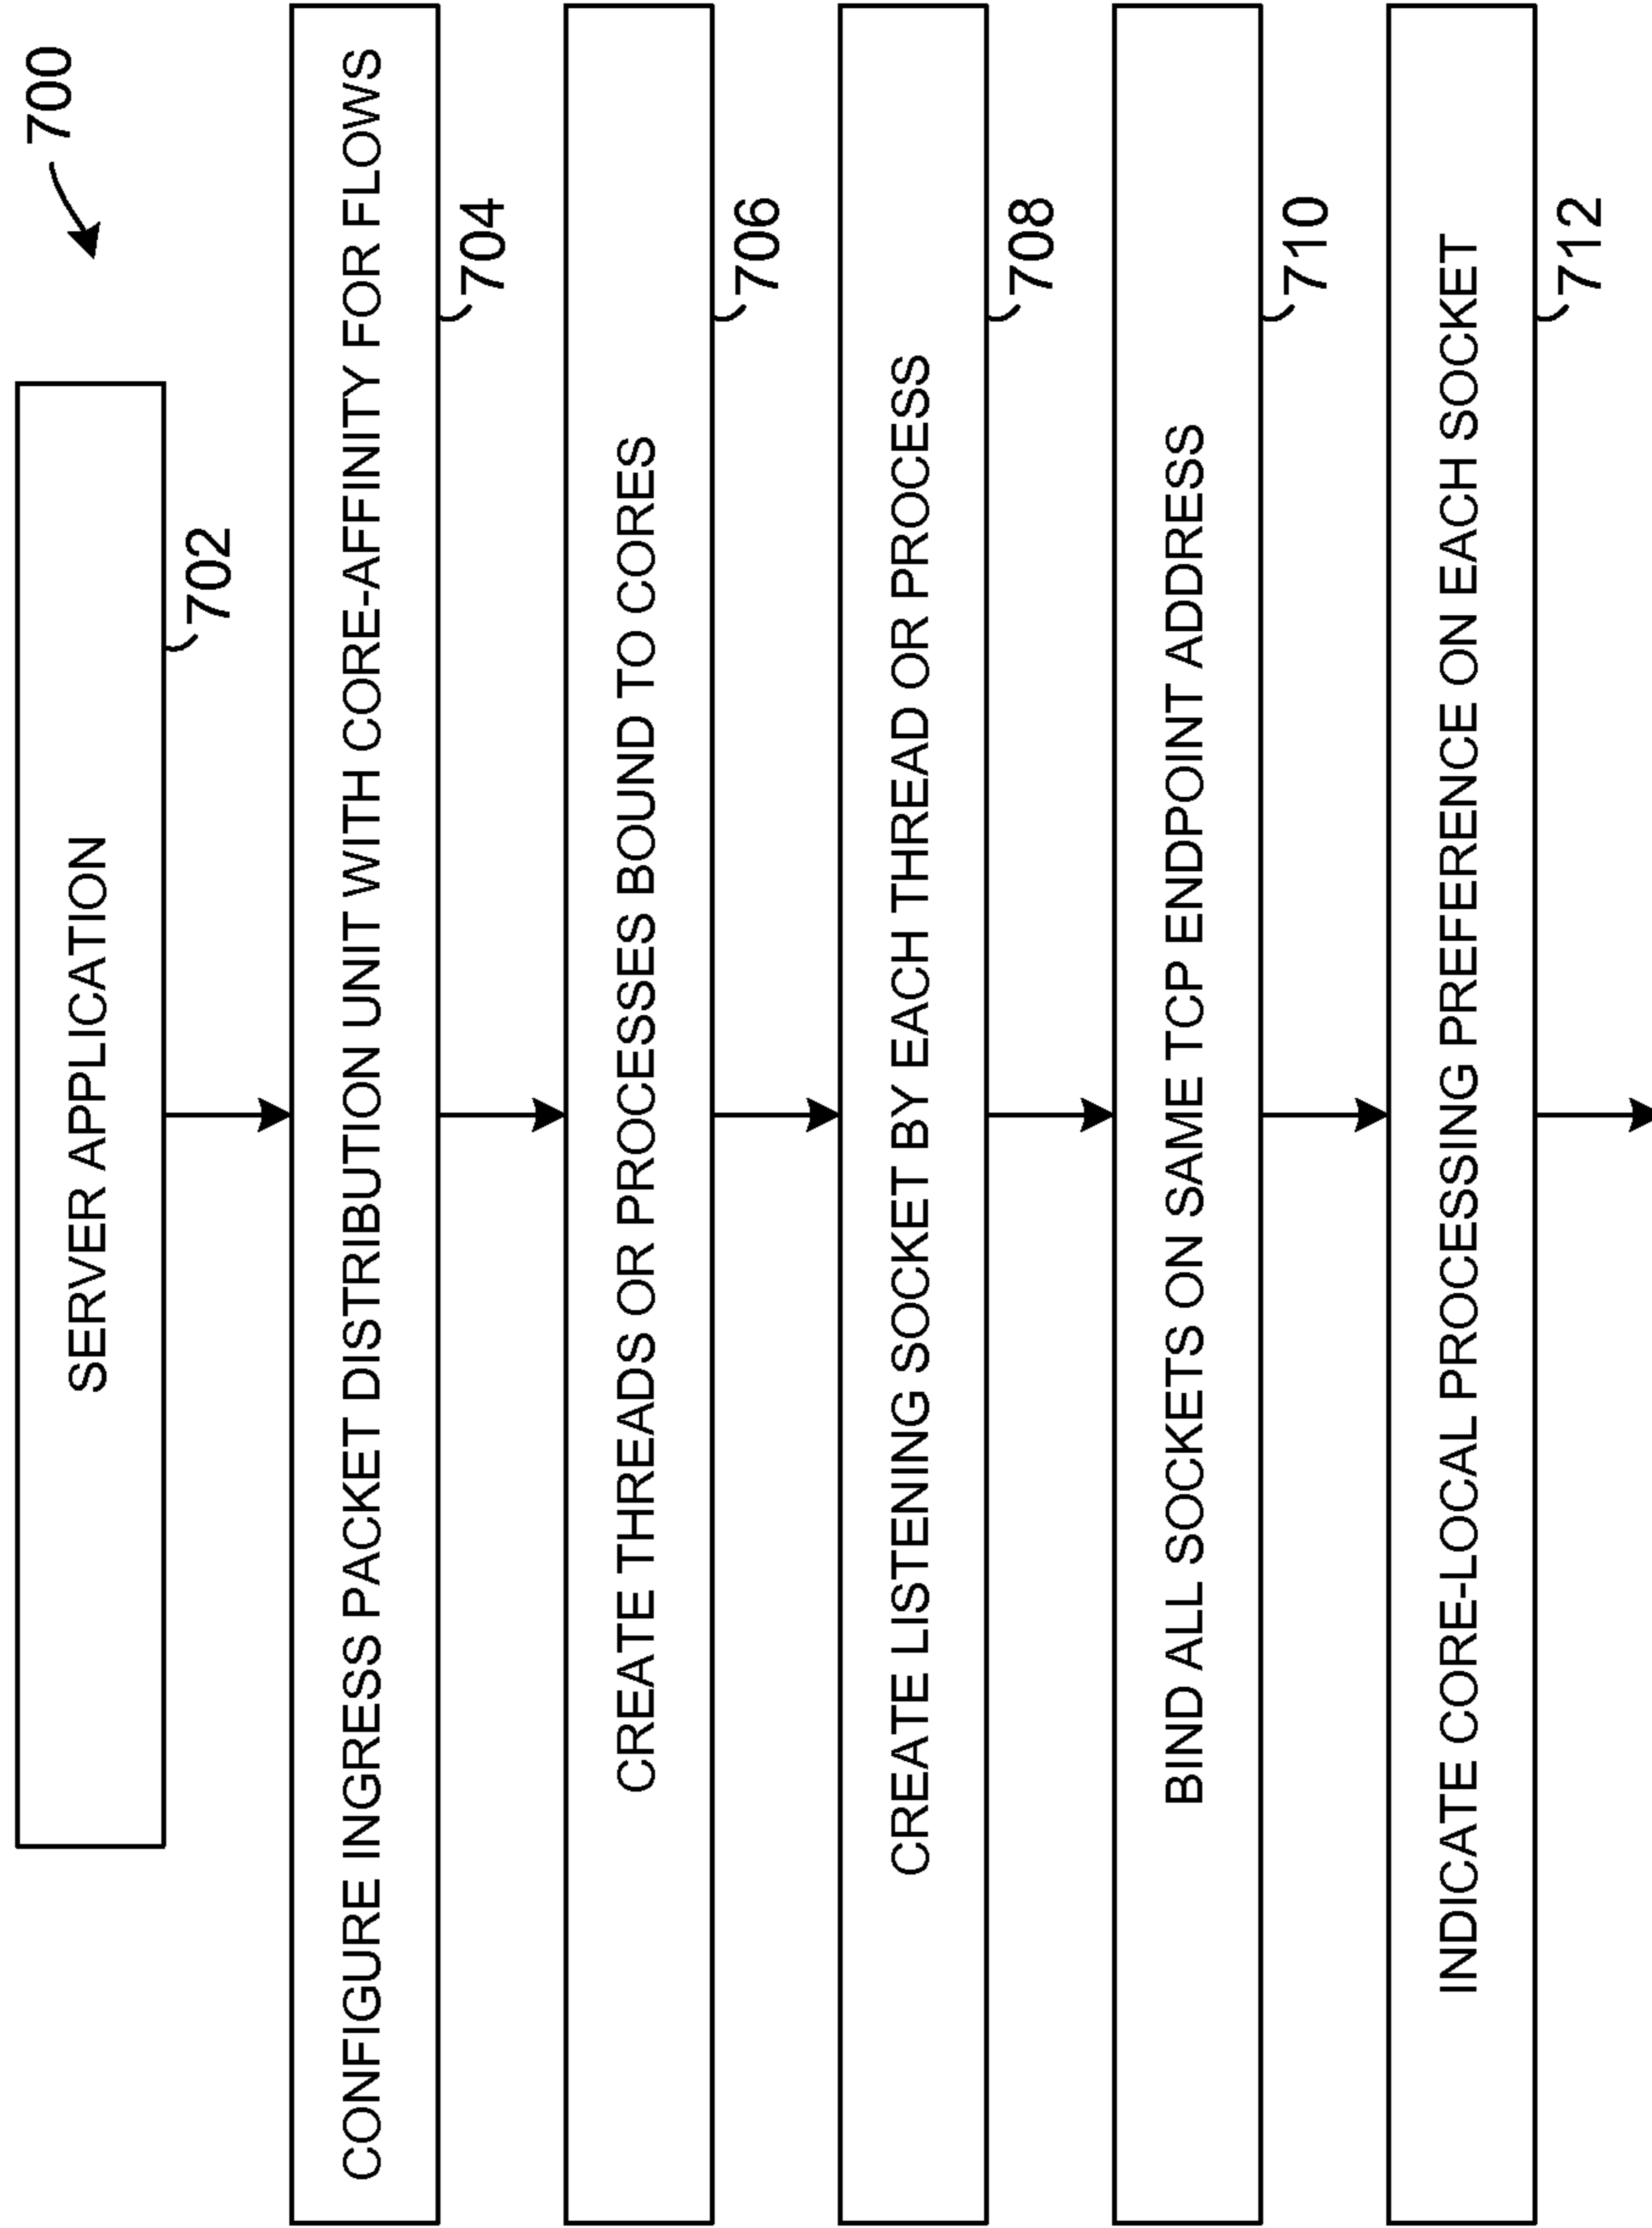 700
SERVER APPLICATION
702
CONFIGURE INGRESS PACKET DISTRIBUTION UNIT WITH CORE-AFFINITY FOR FLOWS
704
CREATE THREADS OR PROCESSES BOUND TO CORES
706
CREATE LISTENING SOCKET BY EACH THREAD OR PROCESS
708
BIND ALL SOCKETS ON SAME TCP ENDPOINT ADDRESS
710
INDICATE CORE-LOCAL PROCESSING PREFERENCE ON EACH SOCKET
712